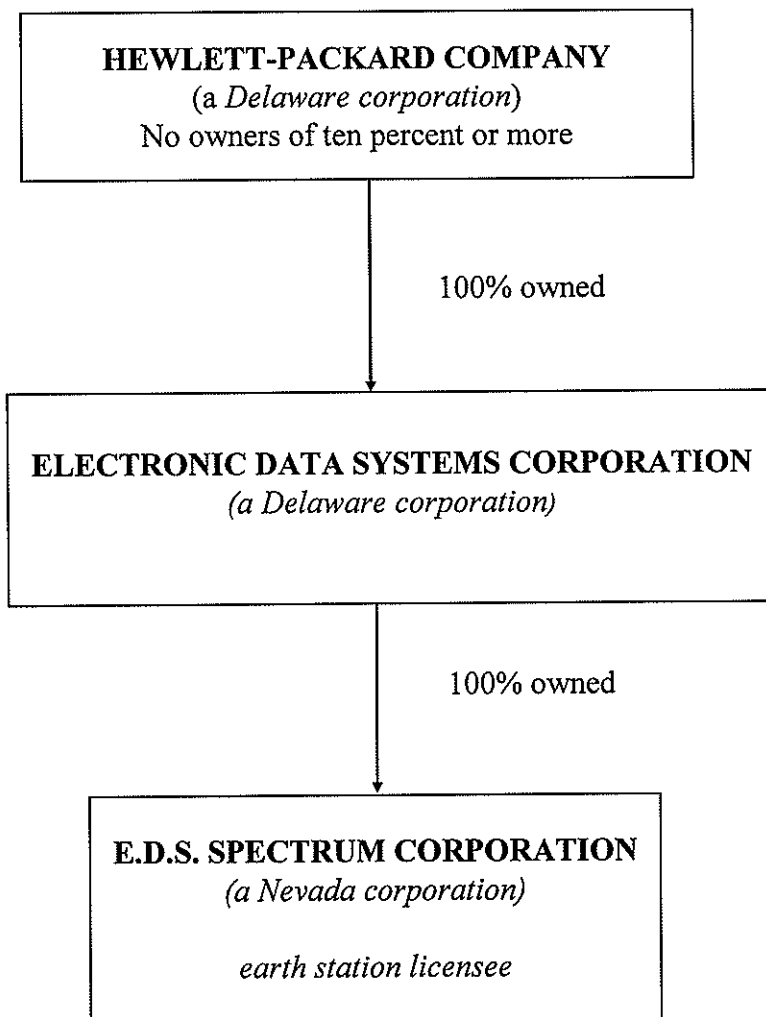 HEWLETT-PACKARD COMPANY
(a Delaware corporation)
No owners of ten percent or more
100% owned
ELECTRONIC DATA SYSTEMS CORPORATION
(a Delaware corporation)
100% owned
E.D.S. SPECTRUM CORPORATION
(a Nevada corporation)
earth station licensee